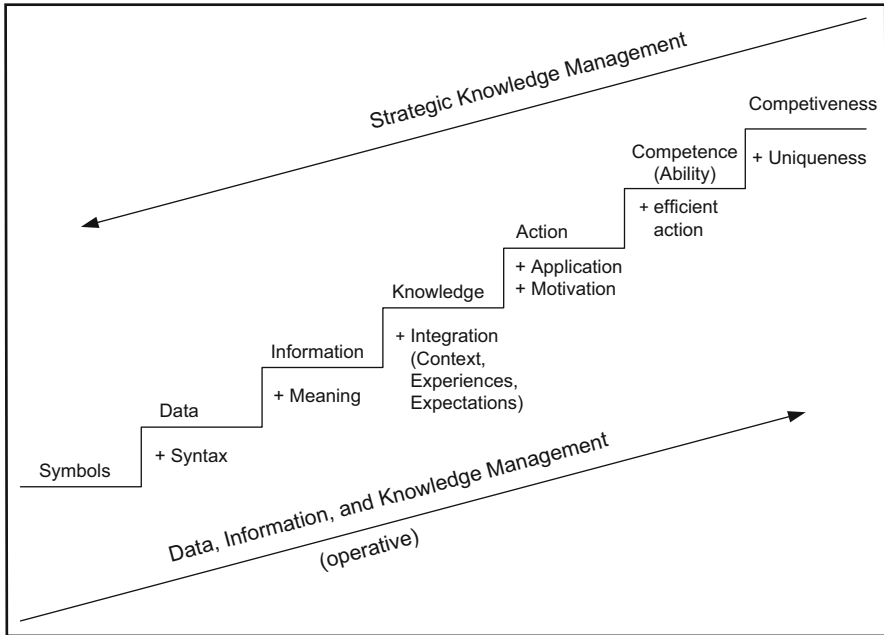 Strategic Knowledge Management
Competiveness
+ Uniqueness
Competence
(Ability)
+ efficient
action
Action
+ Application
+ Motivation
Knowledge
+ Integration
(Context,
Experiences,
Expectations)
Information
+ Meaning
Data
+ Syntax
Symbols
Data, Information, and Knowledge Management
(operative)